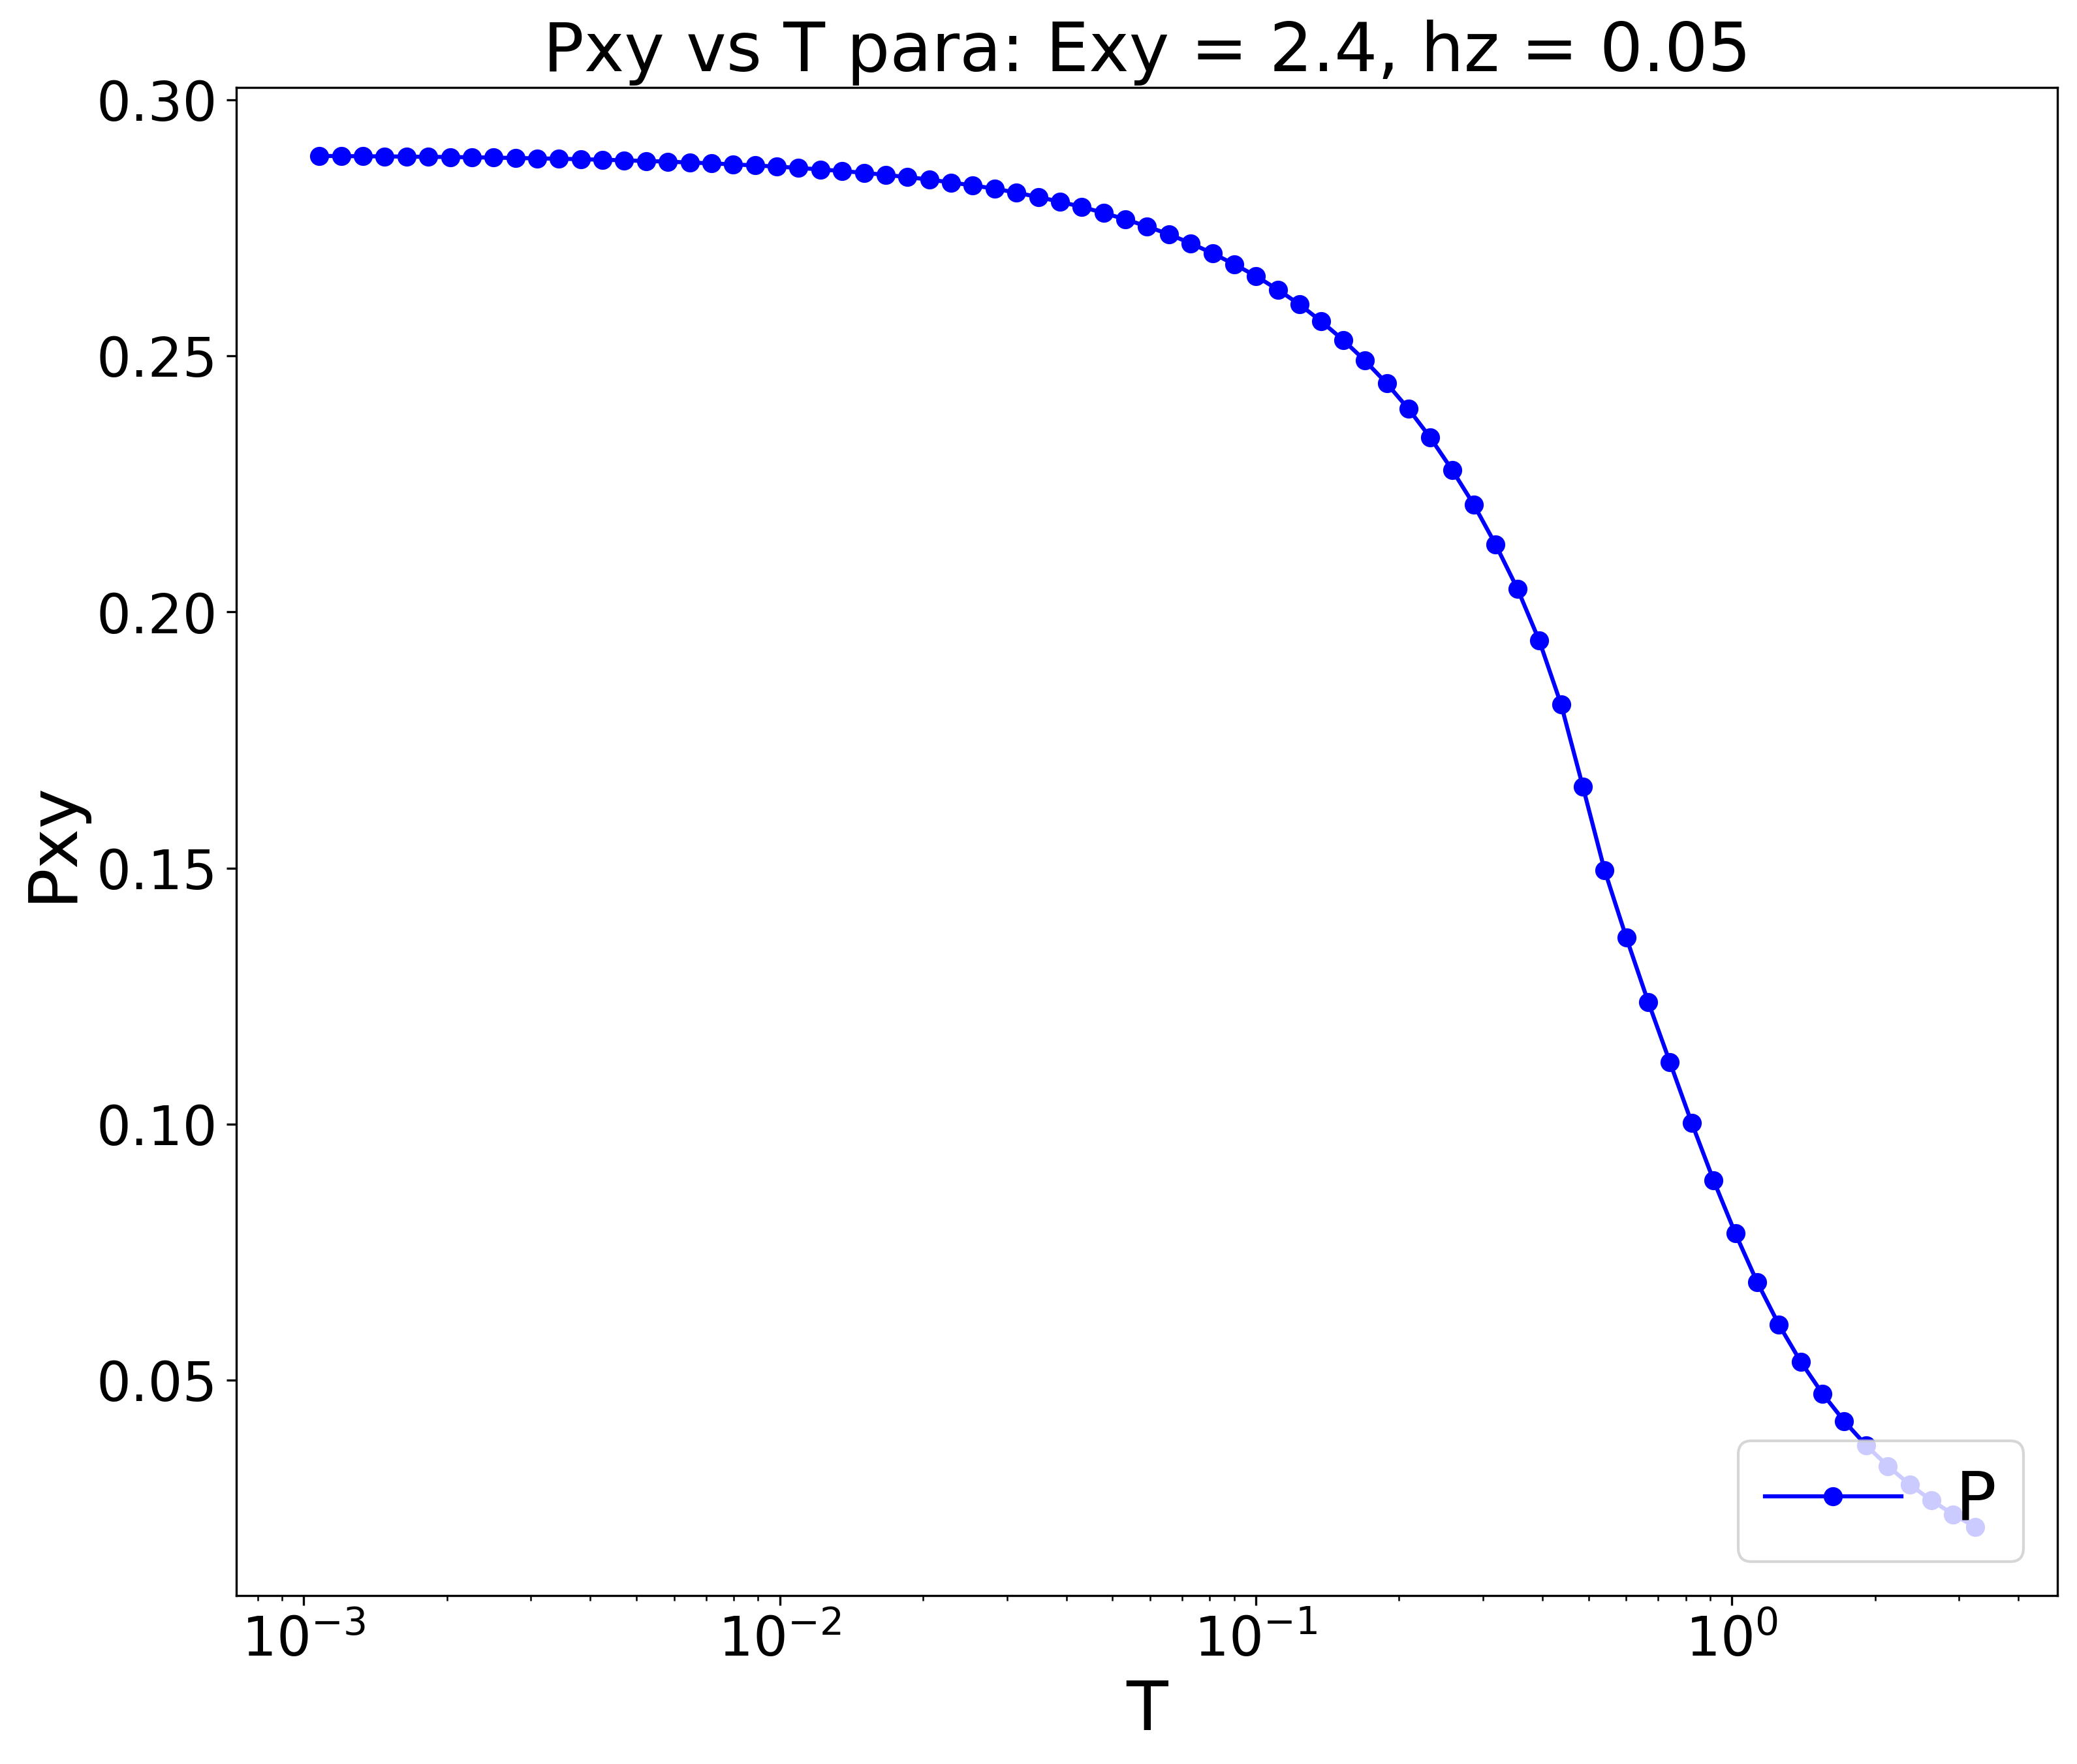 Pxy vs T para: Exy = 2.4, hz = 0.05
Pxy
0.30
0.25
0.20
0.15
0.10
0.05
P
10⁻³ 10⁻² 10⁻¹ 10⁰
T